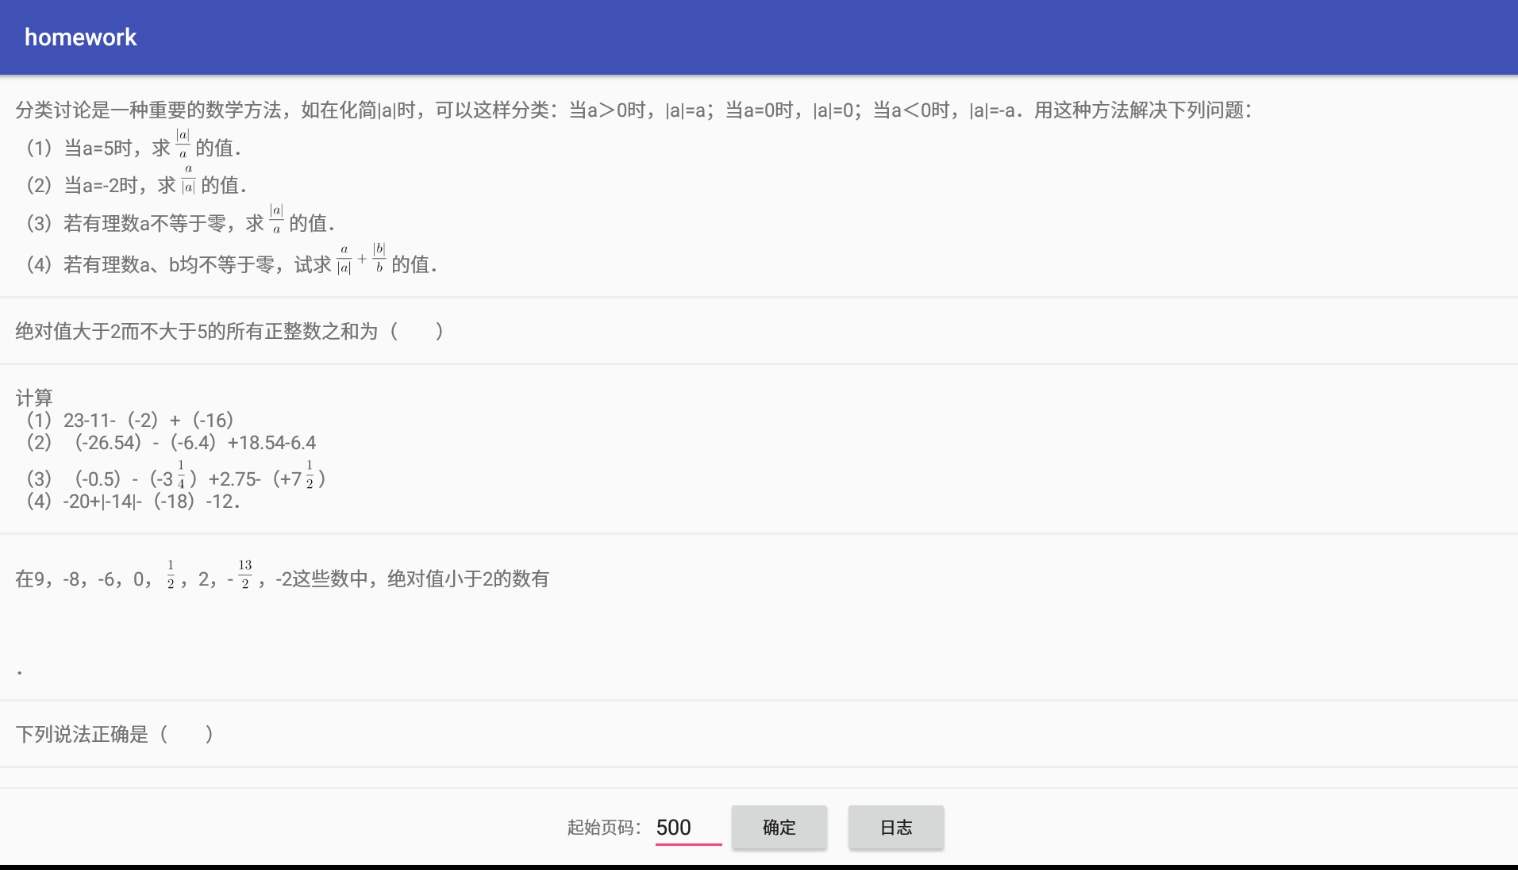 homework
分类讨论是一种重要的数学方法，如在化简|a|时，可以这样分类：当a＞0时，|a|=a；当a=0时，|a|=0；当a＜0时，|a|=-a．用这种方法解决下列问题：
（1）当a=5时，求|a|/a的值．
（2）当a=-2时，求a/|a|的值．
（3）若有理数a不等于零，求|a|/a的值．
（4）若有理数a、b均不等于零，试求a/|a|+|b|/b的值．
绝对值大于2而不大于5的所有正整数之和为（　　）
计算
（1）23-11-（-2）+（-16）
（2）（-26.54）-（-6.4）+18.54-6.4
（3）（-0.5）-（-3 1/4）+2.75-（+7 1/2）
（4）-20+|-14|-（-18）-12．
在9，-8，-6，0，1/2，2，-13/2，-2这些数中，绝对值小于2的数有
．
下列说法正确是（　　）
起始页码： 500 确定 日志